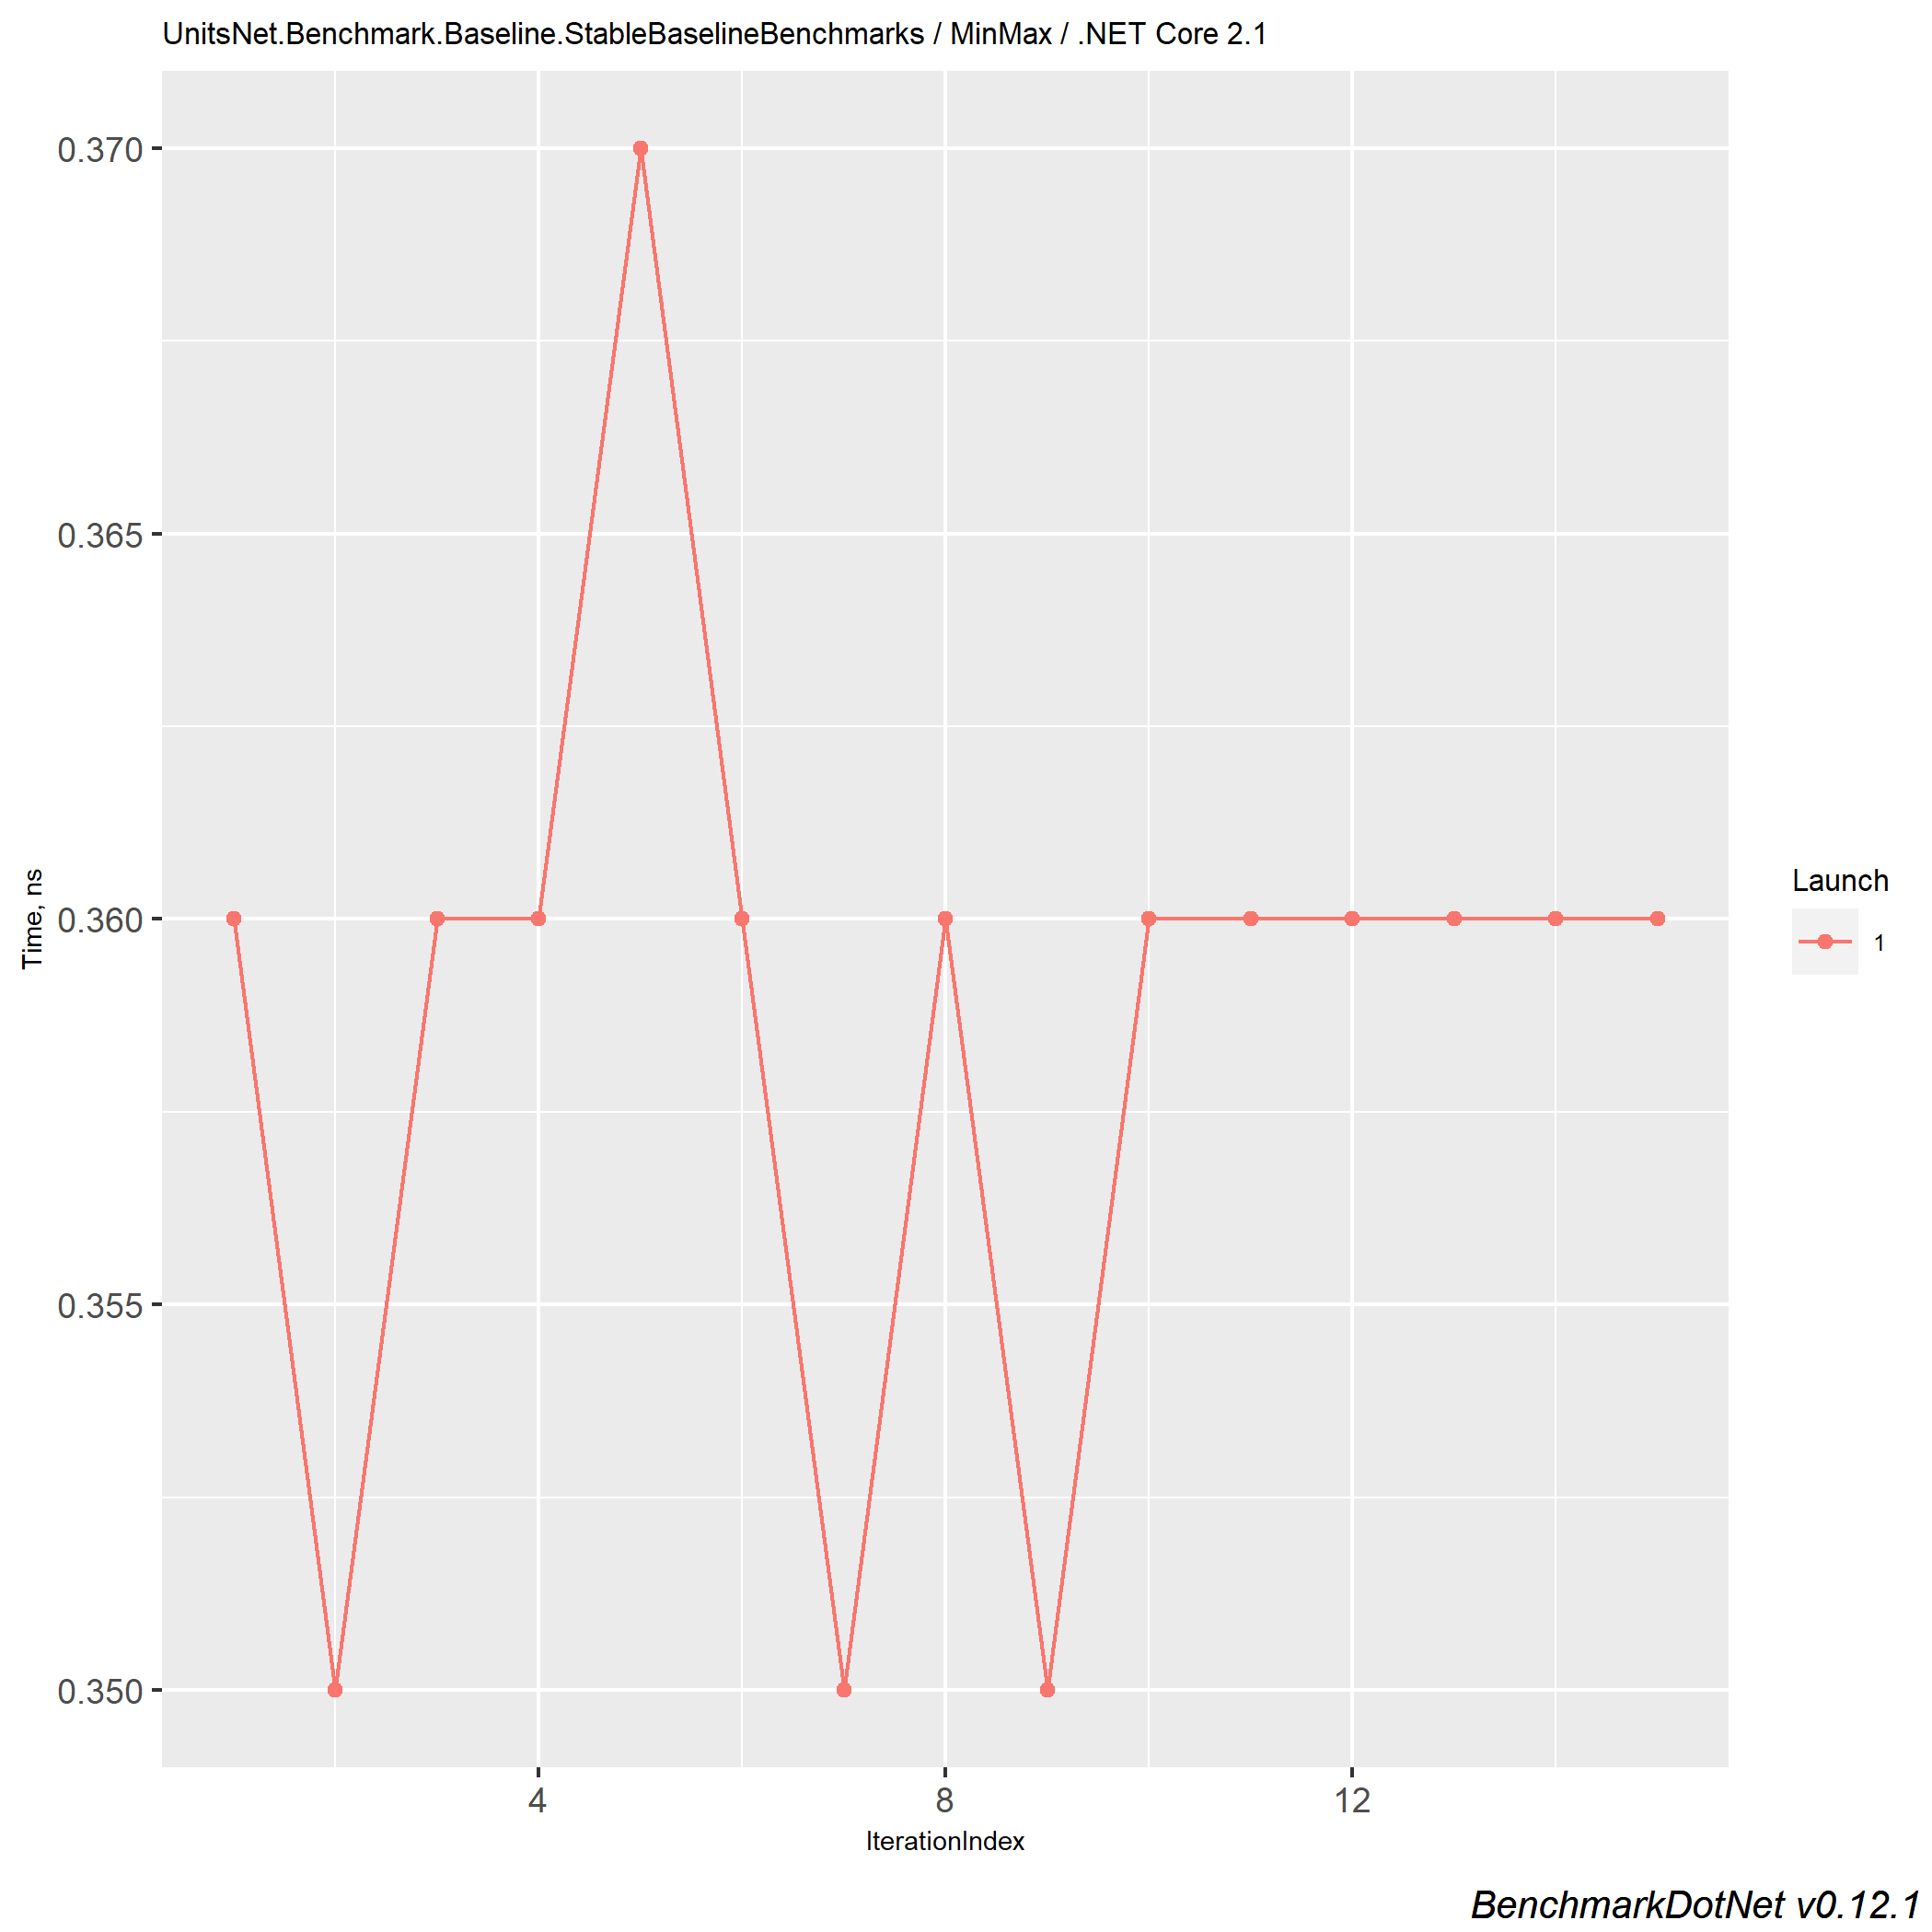 UnitsNet.Benchmark.Baseline.StableBaselineBenchmarks / MinMax / .NET Core 2.1
0.370
0.365
0.360
0.355
0.350
Time, ns
4 8 12
IterationIndex
Launch
1
BenchmarkDotNet v0.12.1